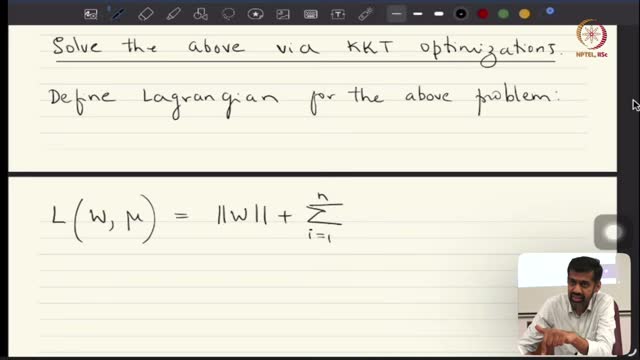 Solve the above via KKT optimizations.
NPTEL, IISc
Define Lagrangian for the above problem:
L(w, μ) = ||w|| + Σ_{i=1}^{n}